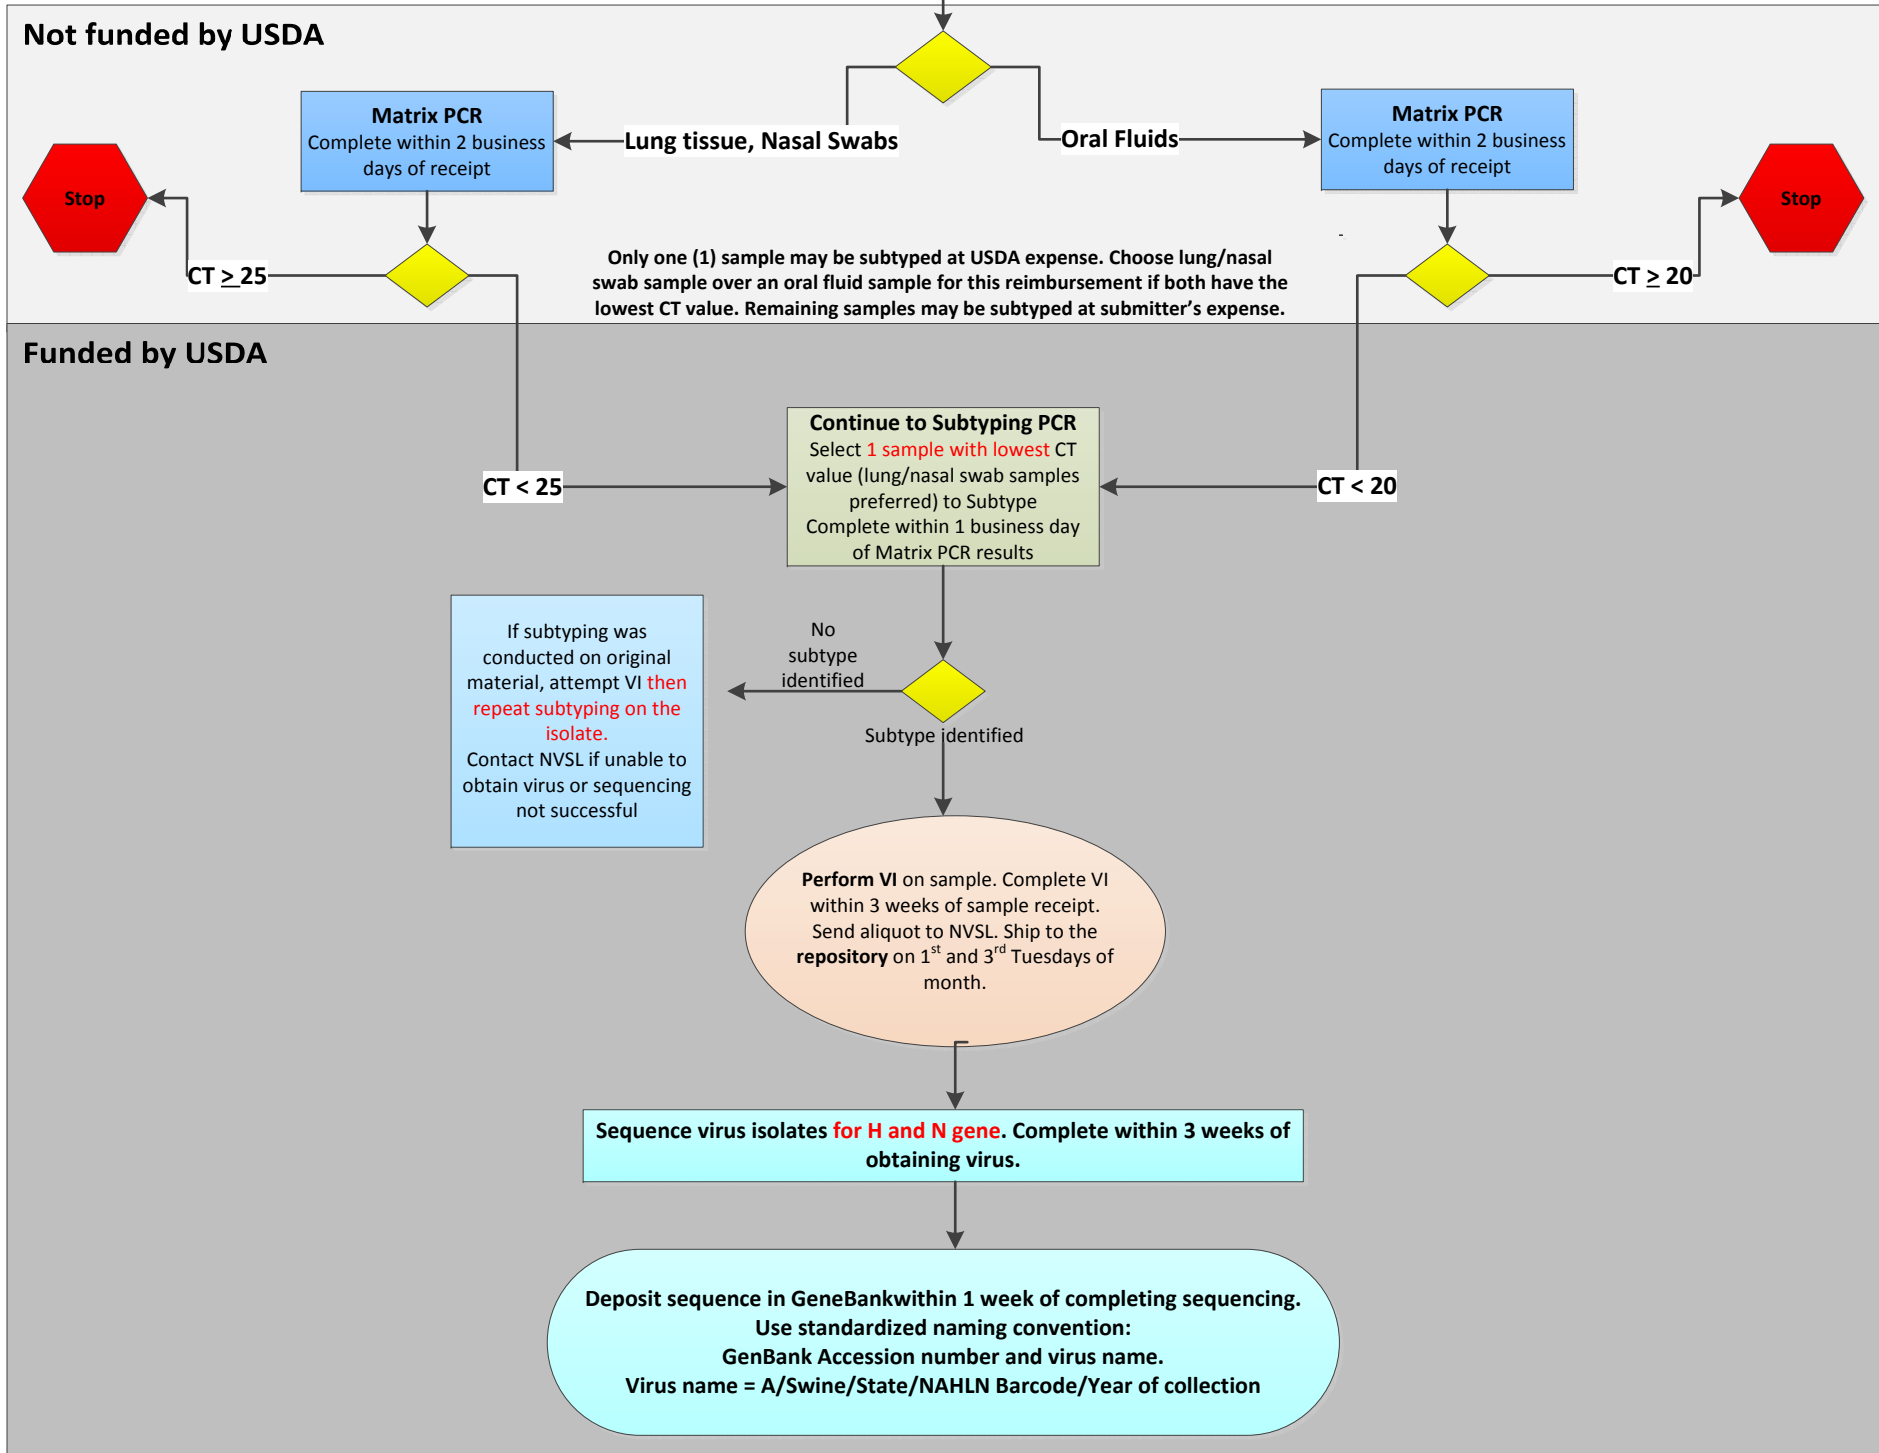 Not funded by USDA
Matrix PCR
Complete within 2 business
days of receipt
Lung tissue, Nasal Swabs
Oral Fluids
Matrix PCR
Complete within 2 business
days of receipt
Stop
Stop
CT ≥ 25
Only one (1) sample may be subtyped at USDA expense. Choose lung/nasal
swab sample over an oral fluid sample for this reimbursement if both have the
lowest CT value. Remaining samples may be subtyped at submitter's expense.
CT ≥ 20
Funded by USDA
Continue to Subtyping PCR
Select 1 sample with lowest CT
value (lung/nasal swab samples
preferred) to Subtype
Complete within 1 business day
of Matrix PCR results
CT < 25
CT < 20
If subtyping was
conducted on original
material, attempt VI then
repeat subtyping on the
isolate.
Contact NVSL if unable to
obtain virus or sequencing
not successful
No
subtype
identified
Subtype identified
Perform VI on sample. Complete VI
within 3 weeks of sample receipt.
Send aliquot to NVSL. Ship to the
repository on 1st and 3rd Tuesdays of
month.
Sequence virus isolates for H and N gene. Complete within 3 weeks of
obtaining virus.
Deposit sequence in GeneBankwithin 1 week of completing sequencing.
Use standardized naming convention:
GenBank Accession number and virus name.
Virus name = A/Swine/State/NAHLN Barcode/Year of collection